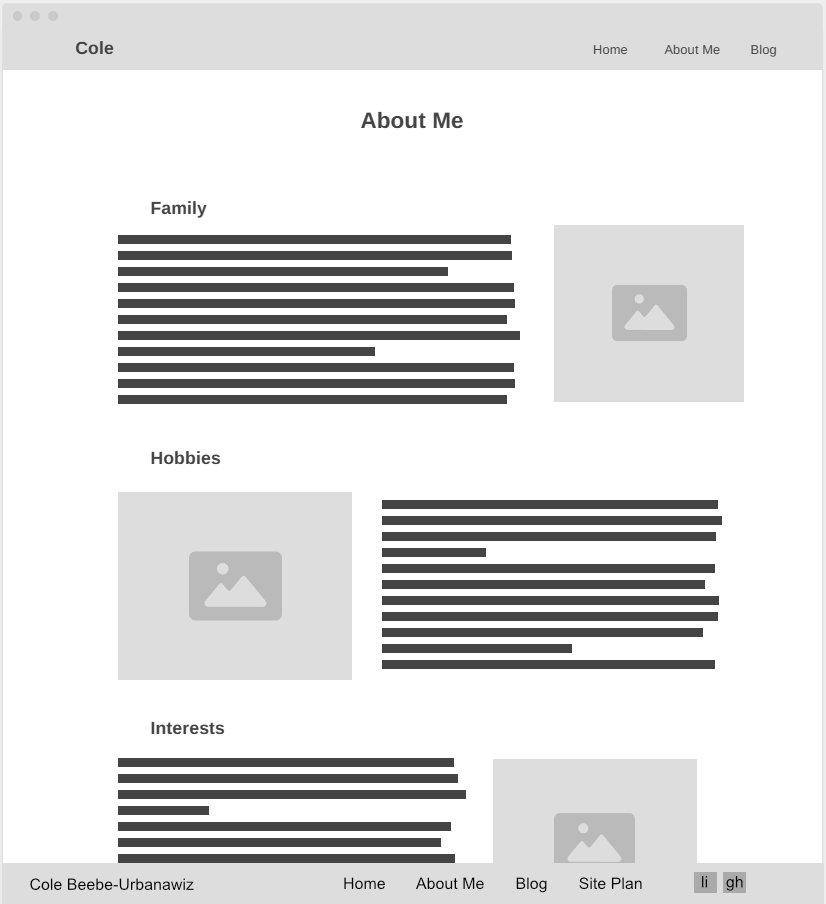 Cole Home About Me Blog
About Me
Family
Hobbies
Interests
Cole Beebe-Urbanawiz Home About Me Blog Site Plan li gh